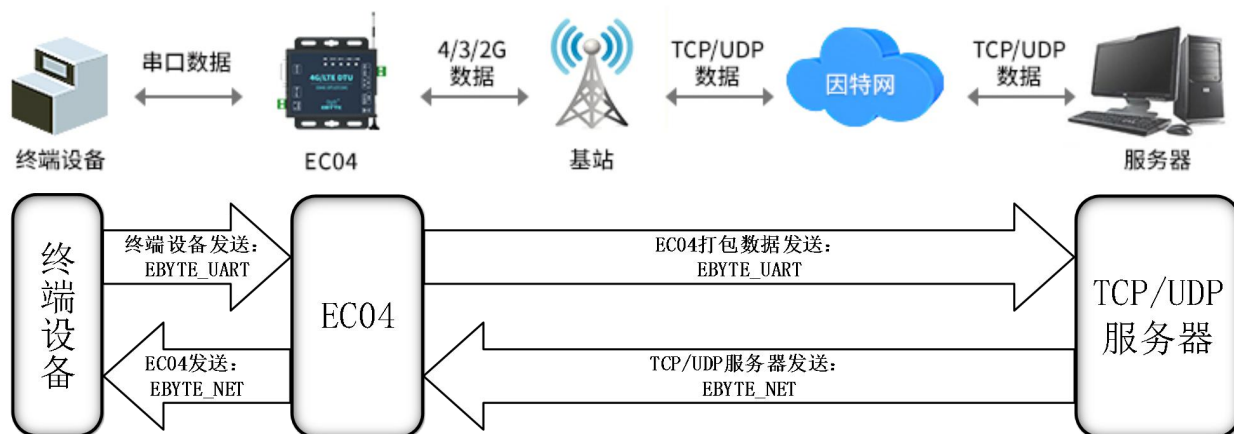 串口数据
4/3/2G
数据
TCP/UDP
数据
TCP/UDP
数据
4G/LTE DTU
因特网
终端设备
EC04
基站
服务器
终端设备发送:
EBYTE_UART
EC04打包数据发送:
EBYTE_UART
终端设备
EC04
TCP/UDP
服务器
EC04发送:
EBYTE_NET
TCP/UDP服务器发送:
EBYTE_NET